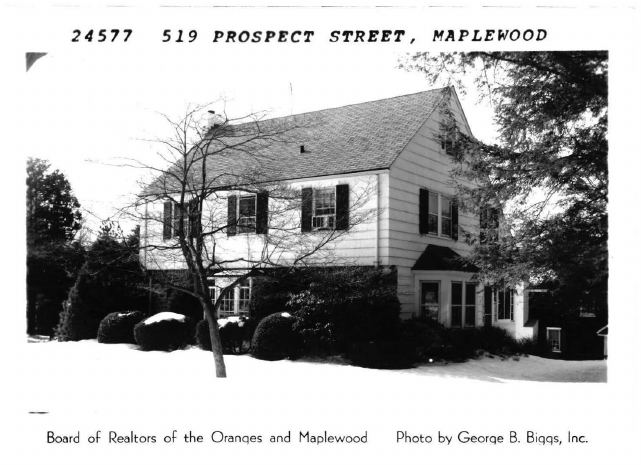 24577 519 PROSPECT STREET, MAPLEWOOD
Board of Realtors of the Oranges and Maplewood Photo by George B. Biggs, Inc.